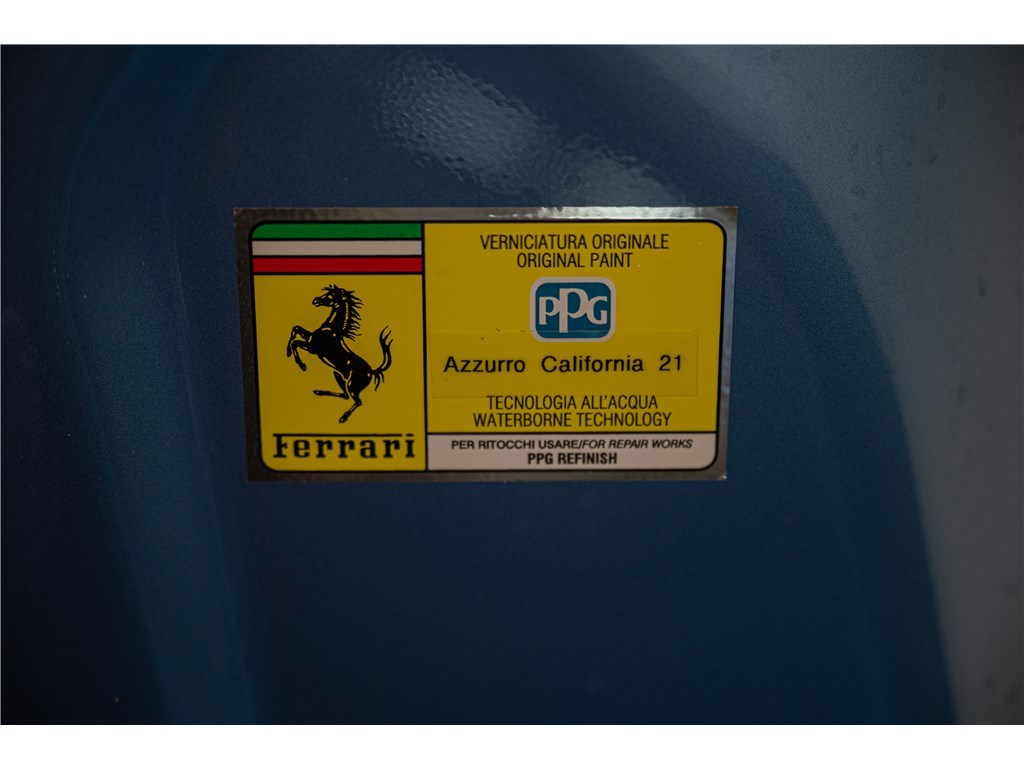 VERNICIATURA ORIGINALE
ORIGINAL PAINT
PPG
Azzurro California 21
TECNOLOGIA ALL'ACQUA
WATERBORNE TECHNOLOGY
Ferrari
PER RITOCCHI USARE/FOR REPAIR WORKS
PPG REFINISH